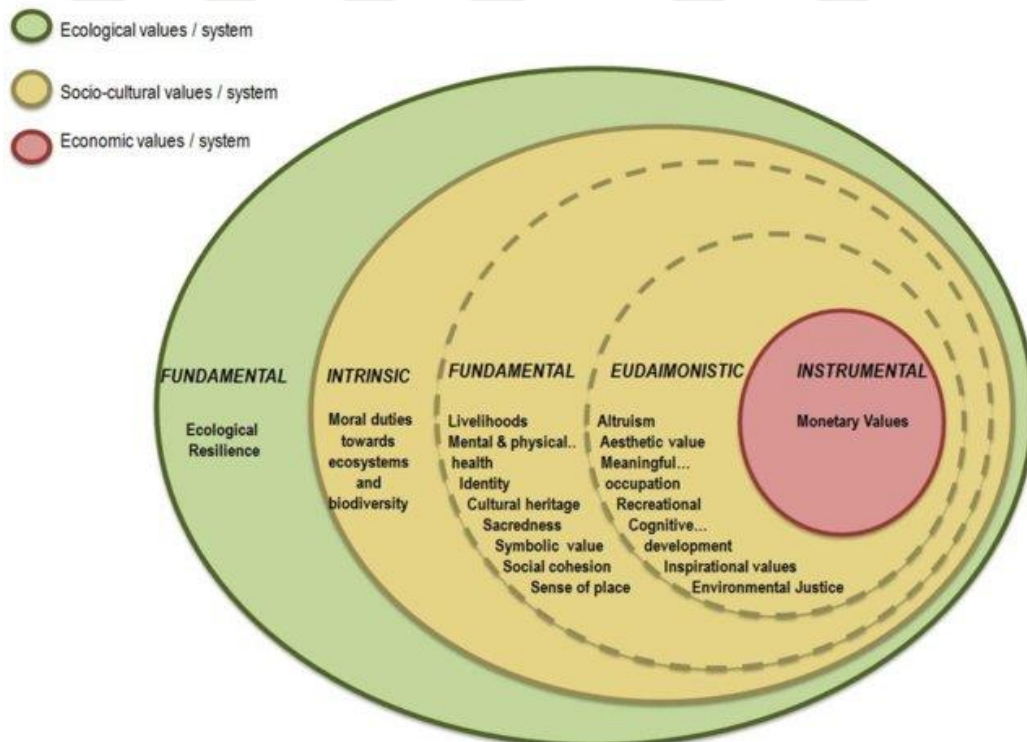 Ecological values / system
Socio-cultural values / system
Economic values / system
FUNDAMENTAL
Ecological
Resilience
INTRINSIC
Moral duties
towards
ecosystems
and
biodiversity
FUNDAMENTAL
Livelihoods
Mental & physical..
health
Identity
Cultural heritage
Sacredness
Symbolic value
Social cohesion
Sense of place
EUDAIMONISTIC
Altruism
Aesthetic value
Meaningful...
occupation
Recreational
Cognitive...
development
Inspirational values
Environmental Justice
INSTRUMENTAL
Monetary Values